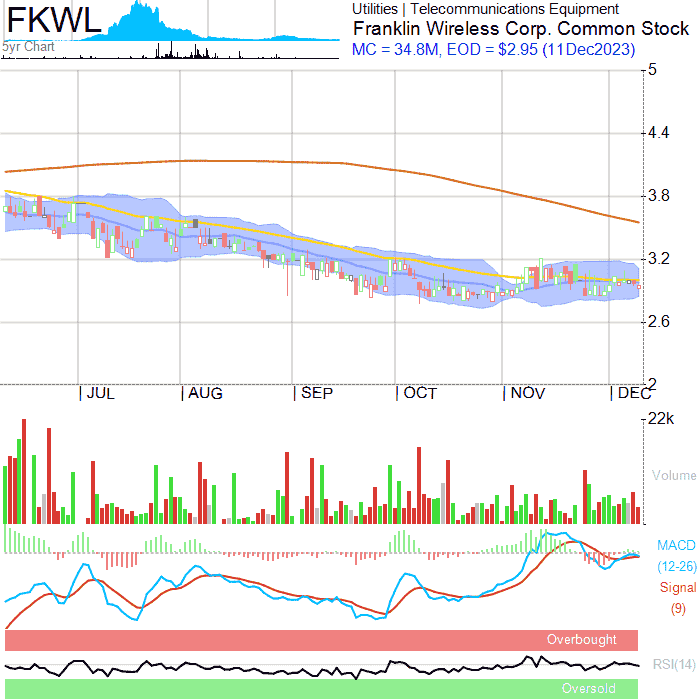 FKWL
5yr Chart
Utilities | Telecommunications Equipment
Franklin Wireless Corp. Common Stock
MC = 34.8M, EOD = $2.95 (11Dec2023)
5
4.4
3.8
3.2
2.6
2
| JUL | AUG | SEP | OCT | NOV | DEC
22k
Volume
MACD
(12-26)
Signal
(9)
Overbought
RSI(14)
Oversold